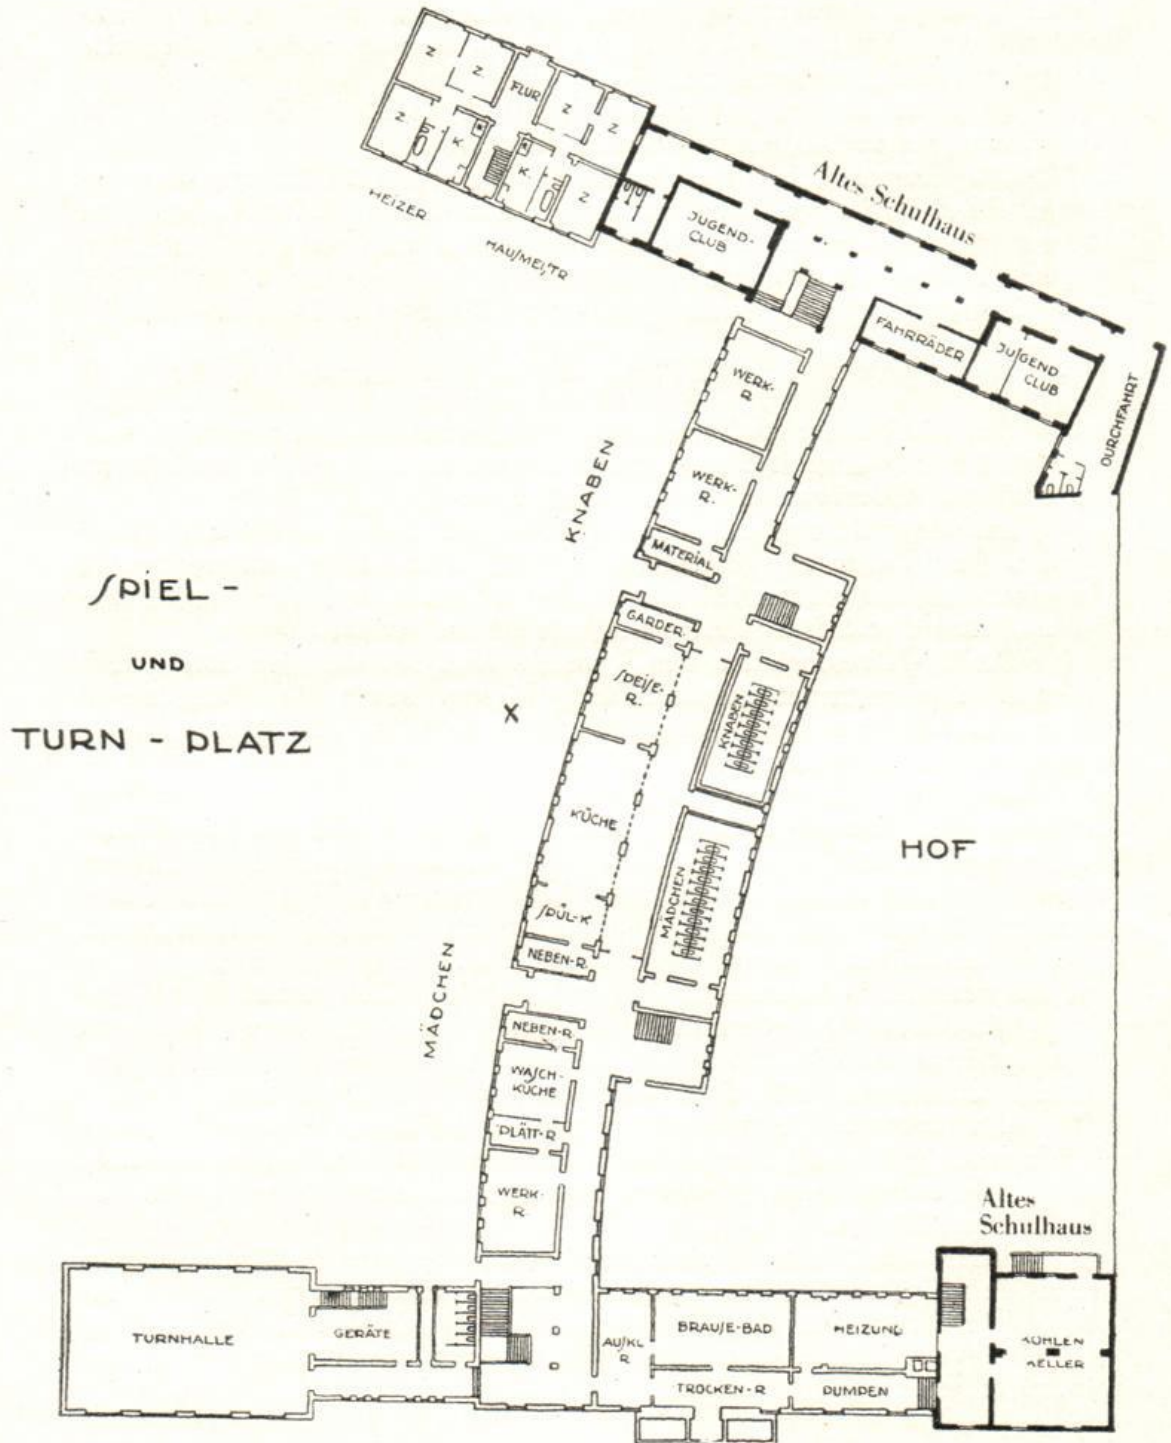 Z
Z
FLUR
Z
Z
Z
K.
K.
Z
HEIZER
HAUſMEIſTR
Altes Schulhaus
JUGEND-
CLUB
FAHRRÄDER
JUGEND
CLUB
DURCHFAHRT
WERK-
R.
WERK-
R.
MATERIAL
KNABEN
ſPIEL -
UND
TURN - PLATZ
X
GARDER.
ſPEIſE-
R.
KNABEN
KÜCHE
HOF
MÄDCHEN
ſPÜL-K
NEBEN-R.
MÄDCHEN
NEBEN-R.
WAſCH-
KÜCHE
PLÄTT-R
WERK-
R.
Altes
Schulhaus
TURNHALLE
GERÄTE
AUſKL
R
BRAUſE-BAD
HEIZUNG
KOHLEN
KELLER
TROCKEN-R
PUMPEN